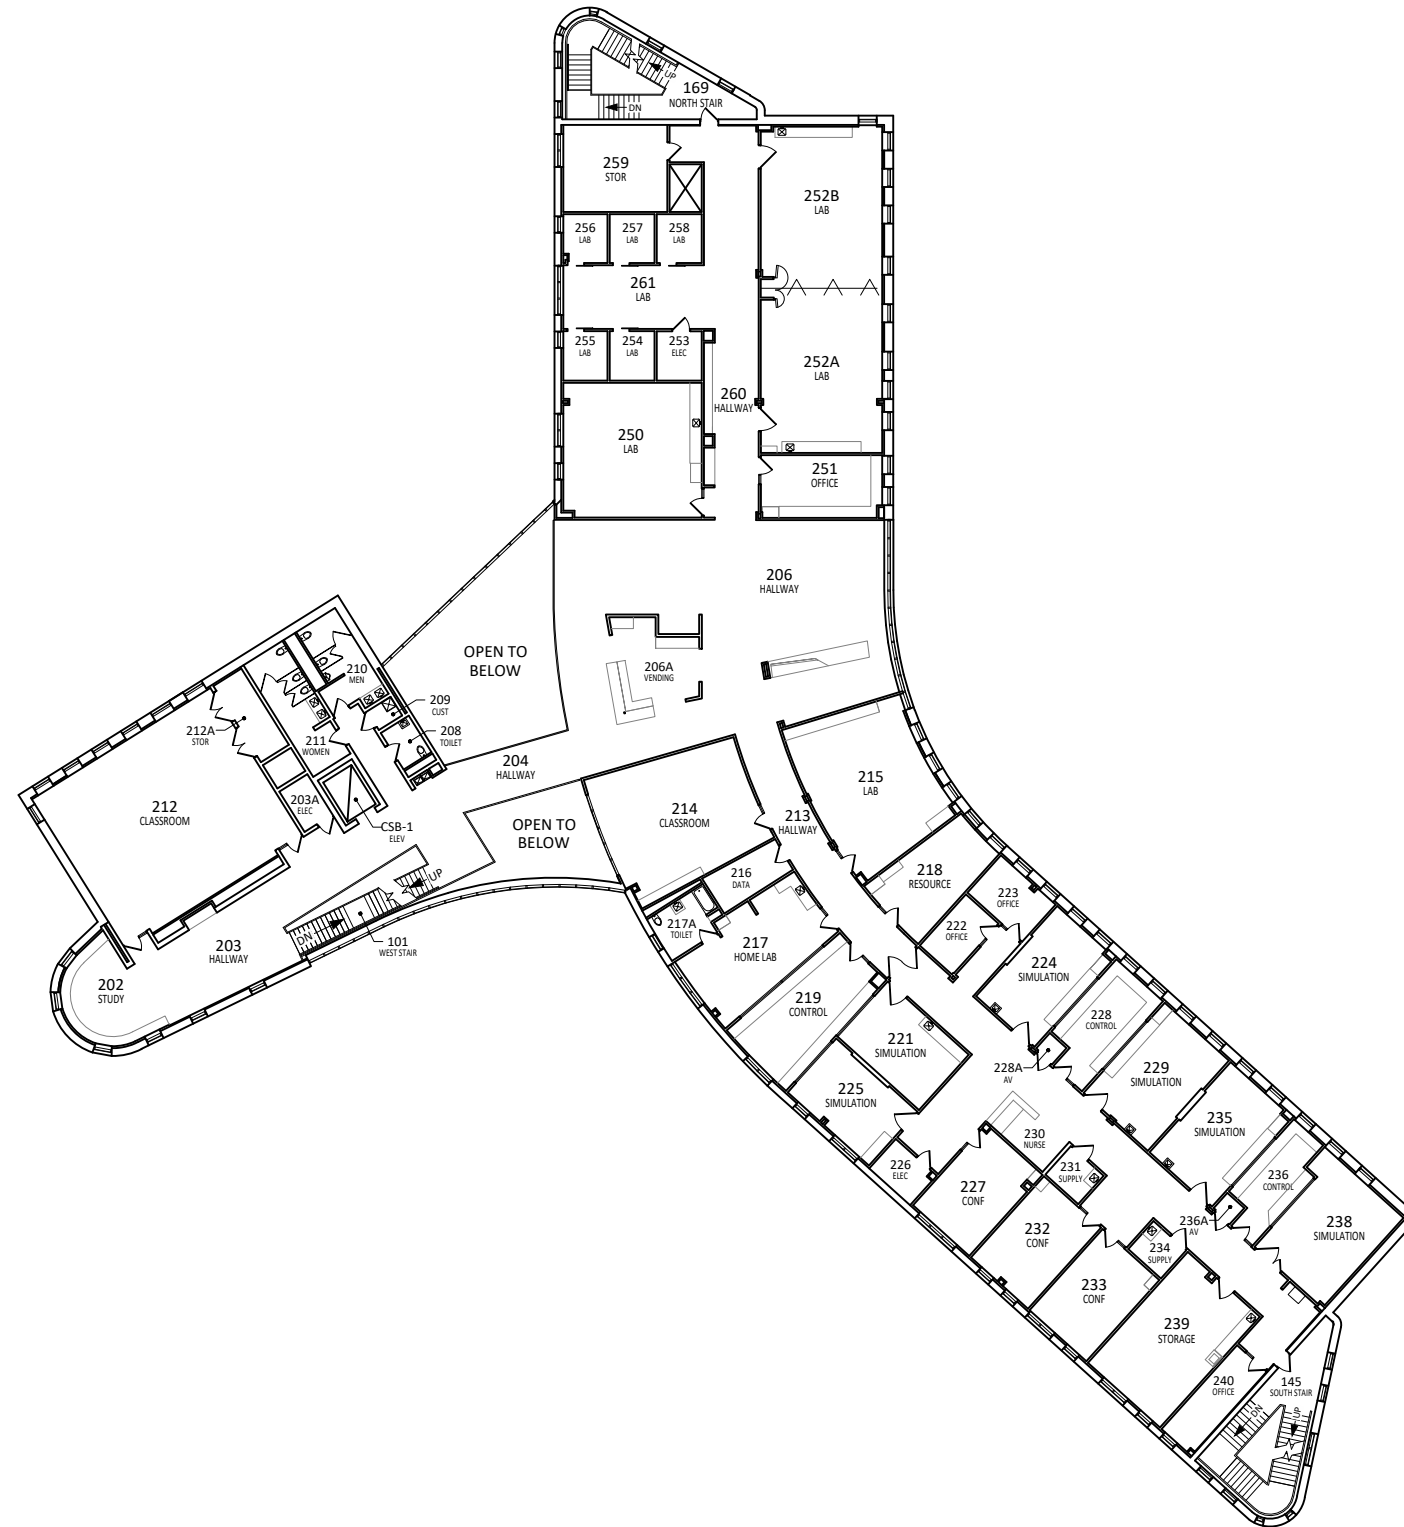 UP
169
NORTH STAIR
DN
259
STOR
252B
LAB
256
LAB
257
LAB
258
LAB
261
LAB
255
LAB
254
LAB
253
ELEC
252A
LAB
260
HALLWAY
250
LAB
251
OFFICE
206
HALLWAY
OPEN TO
BELOW
206A
VENDING
210
MEN
209
CUST
208
TOILET
212A
STOR
211
WOMEN
204
HALLWAY
203A
ELEC
212
CLASSROOM
CSB-1
ELEV
OPEN TO
BELOW
214
CLASSROOM
213
HALLWAY
215
LAB
216
DATA
218
RESOURCE
223
OFFICE
222
OFFICE
217A
TOILET
217
HOME LAB
UP
DN
101
WEST STAIR
203
HALLWAY
202
STUDY
224
SIMULATION
219
CONTROL
221
SIMULATION
228
CONTROL
228A
AV
229
SIMULATION
225
SIMULATION
235
SIMULATION
230
NURSE
226
ELEC
231
SUPPLY
227
CONF
236
CONTROL
236A
AV
238
SIMULATION
232
CONF
234
SUPPLY
233
CONF
239
STORAGE
240
OFFICE
145
SOUTH STAIR
DN
UP